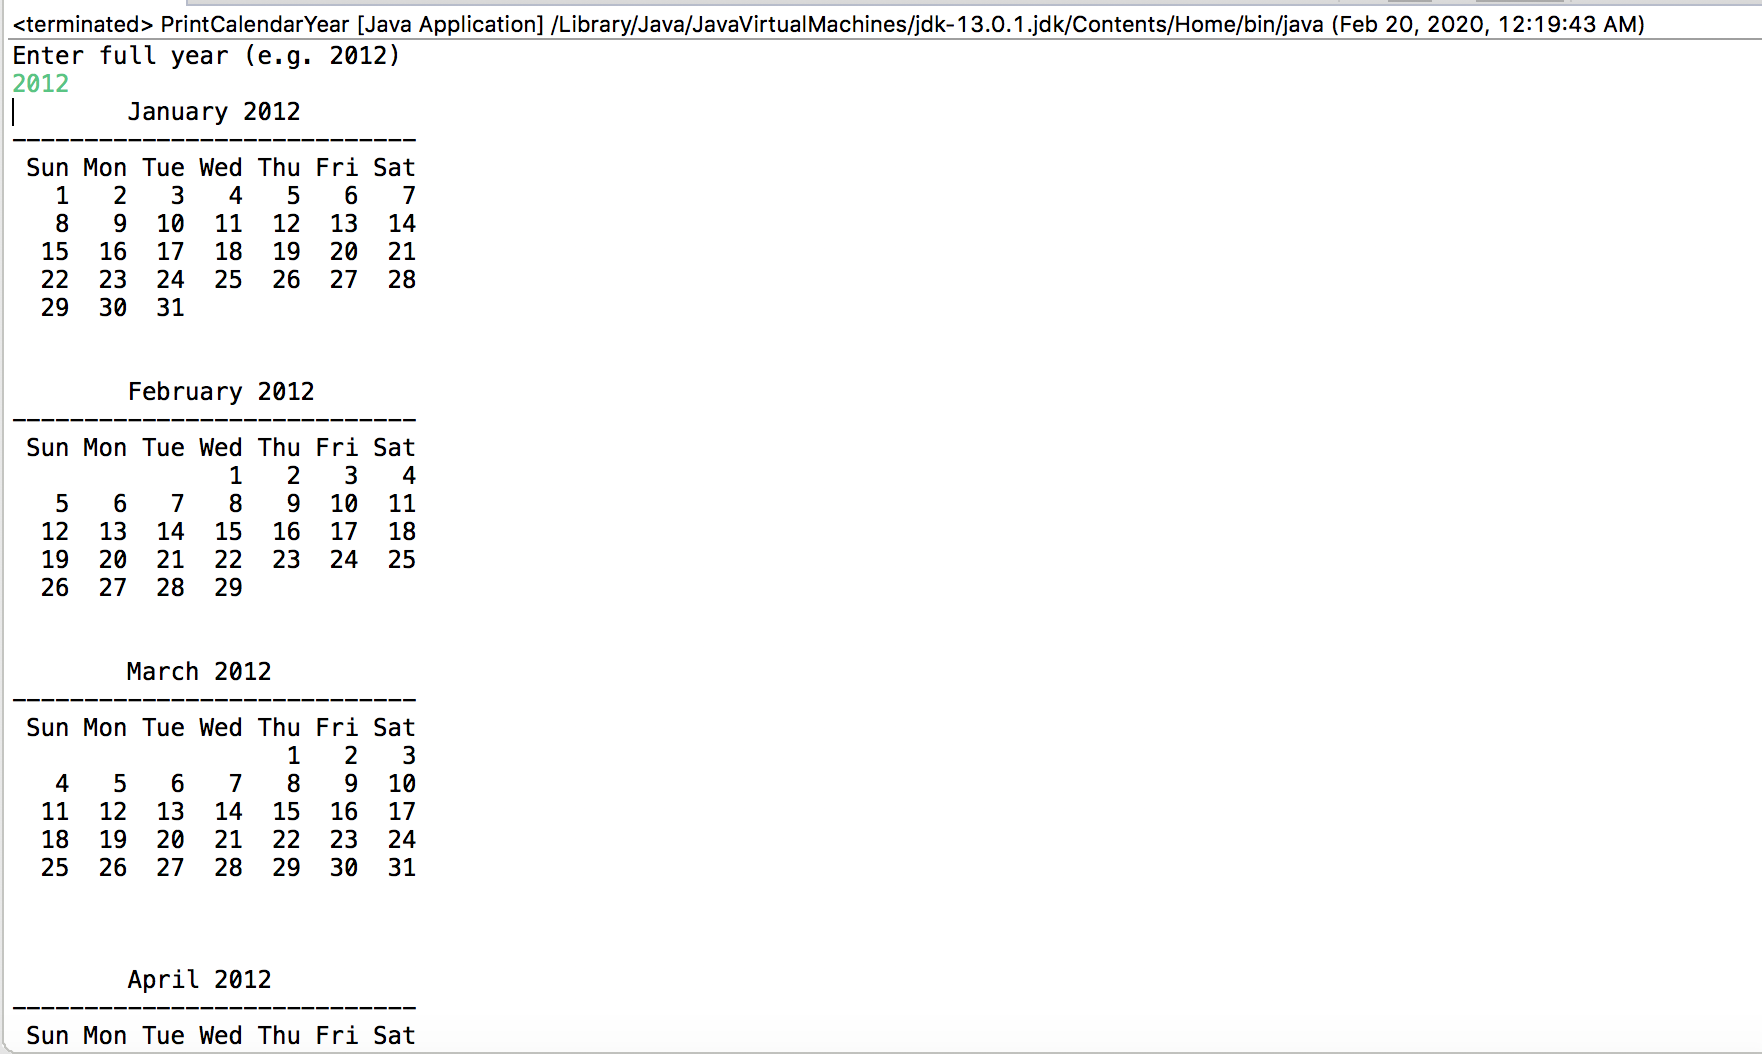 <terminated> PrintCalendarYear [Java Application] /Library/Java/JavaVirtualMachines/jdk-13.0.1.jdk/Contents/Home/bin/java (Feb 20, 2020, 12:19:43 AM)
Enter full year (e.g. 2012)
2012
        January 2012
----------------------------
 Sun Mon Tue Wed Thu Fri Sat
   1   2   3   4   5   6   7
   8   9  10  11  12  13  14
  15  16  17  18  19  20  21
  22  23  24  25  26  27  28
  29  30  31
        February 2012
----------------------------
 Sun Mon Tue Wed Thu Fri Sat
               1   2   3   4
   5   6   7   8   9  10  11
  12  13  14  15  16  17  18
  19  20  21  22  23  24  25
  26  27  28  29
        March 2012
----------------------------
 Sun Mon Tue Wed Thu Fri Sat
                   1   2   3
   4   5   6   7   8   9  10
  11  12  13  14  15  16  17
  18  19  20  21  22  23  24
  25  26  27  28  29  30  31
        April 2012
----------------------------
 Sun Mon Tue Wed Thu Fri Sat